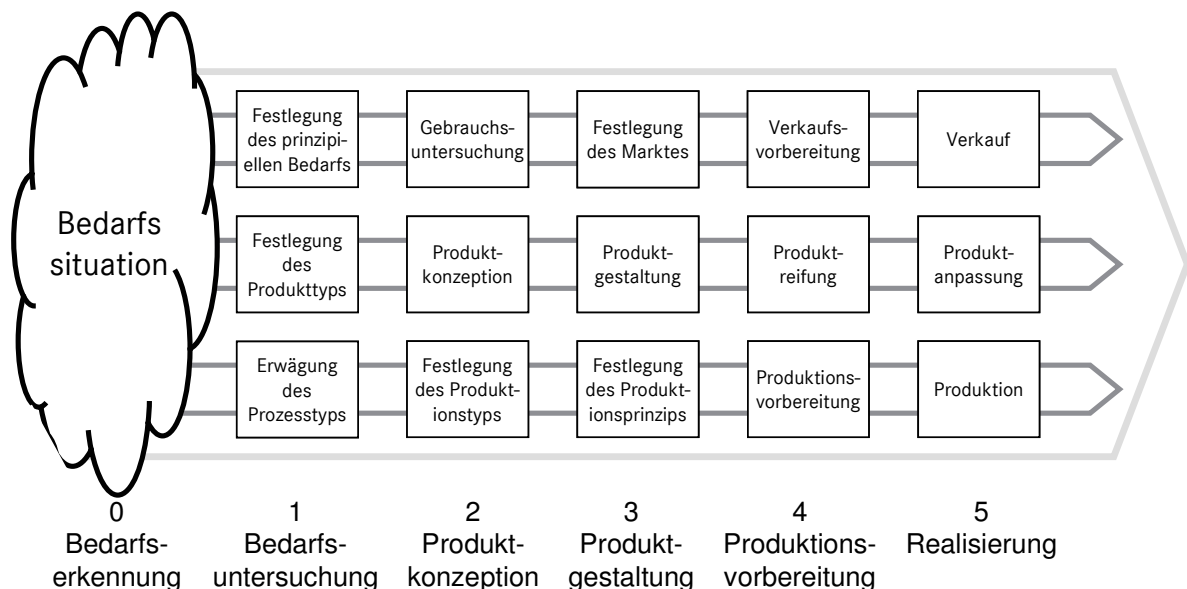 Bedarfs
situation
Festlegung
des prinzipi-
ellen Bedarfs
Gebrauchs-
untersuchung
Festlegung
des Marktes
Verkaufs-
vorbereitung
Verkauf
Festlegung
des
Produkttyps
Produkt-
konzeption
Produkt-
gestaltung
Produkt-
reifung
Produkt-
anpassung
Erwägung
des
Prozesstyps
Festlegung
des Produkt-
ionstyps
Festlegung
des Produkt-
ionsprinzips
Produktions-
vorbereitung
Produktion
0
Bedarfs-
erkennung
1
Bedarfs-
untersuchung
2
Produkt-
konzeption
3
Produkt-
gestaltung
4
Produktions-
vorbereitung
5
Realisierung